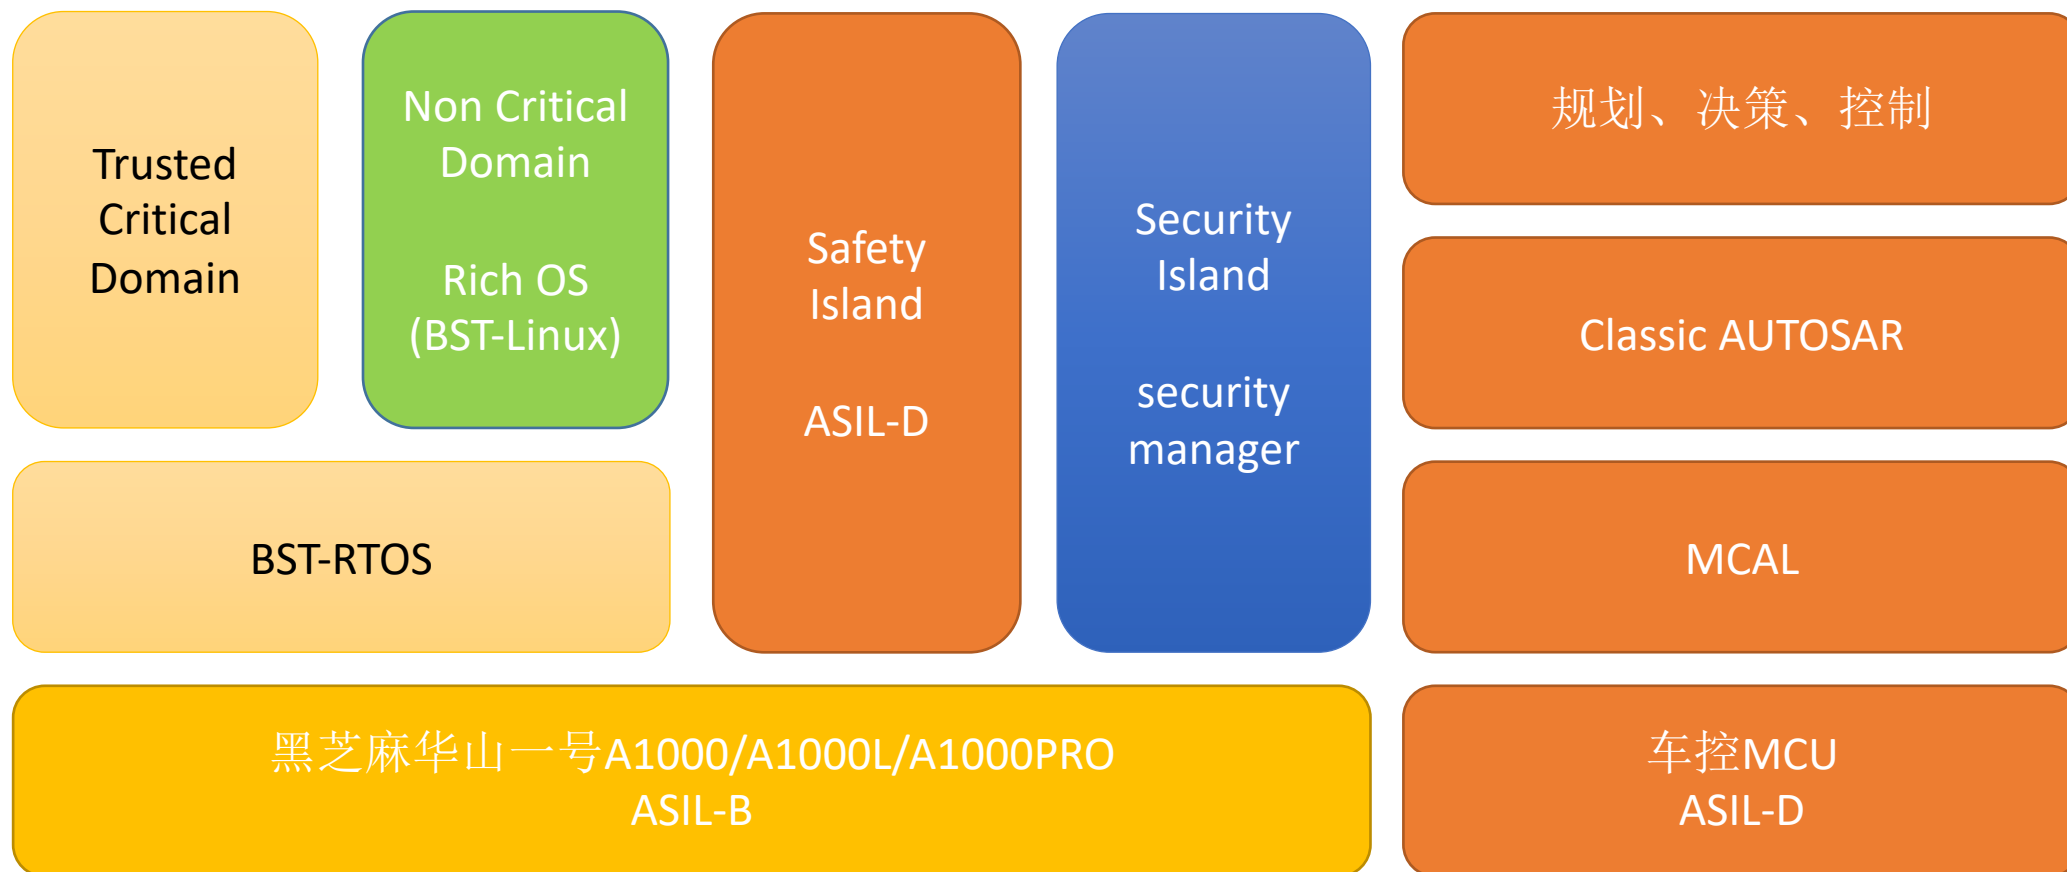 Trusted
Critical
Domain
Non Critical
Domain
Rich OS
(BST-Linux)
Safety
Island
ASIL-D
Security
Island
security
manager
规划、决策、控制
Classic AUTOSAR
BST-RTOS
MCAL
黑芝麻华山一号A1000/A1000L/A1000PRO
ASIL-B
车控MCU
ASIL-D